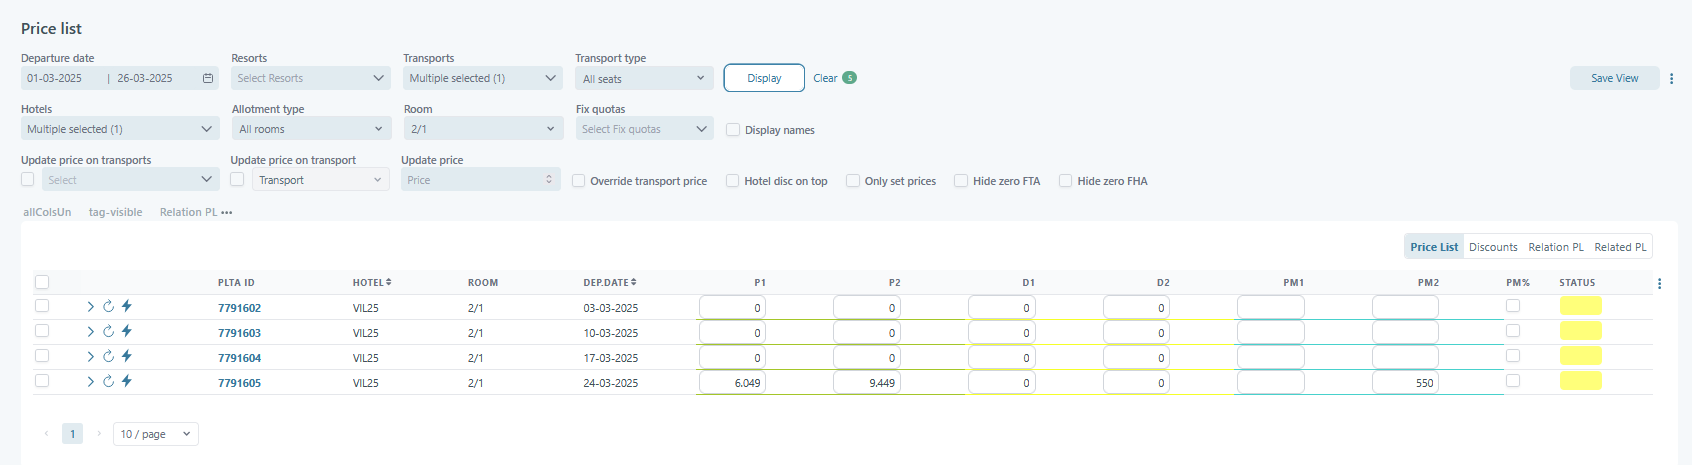 Price list
Departure date Resorts Transports Transport type
01-03-2025 | 26-03-2025 Select Resorts Multiple selected (1) All seats Display Clear 5 Save View
Hotels Allotment type Room Fix quotas
Multiple selected (1) All rooms 2/1 Select Fix quotas Display names
Update price on transports Update price on transport Update price
Select Transport Price Override transport price Hotel disc on top Only set prices Hide zero FTA Hide zero FHA
allColsUn tag-visible Relation PL •••
Price List Discounts Relation PL Related PL
PLTA ID HOTEL ROOM DEP.DATE P1 P2 D1 D2 PM1 PM2 PM% STATUS
7791602 VIL25 2/1 03-03-2025 0 0 0 0
7791603 VIL25 2/1 10-03-2025 0 0 0 0
7791604 VIL25 2/1 17-03-2025 0 0 0 0
7791605 VIL25 2/1 24-03-2025 6.049 9.449 0 0 550
1 10 / page